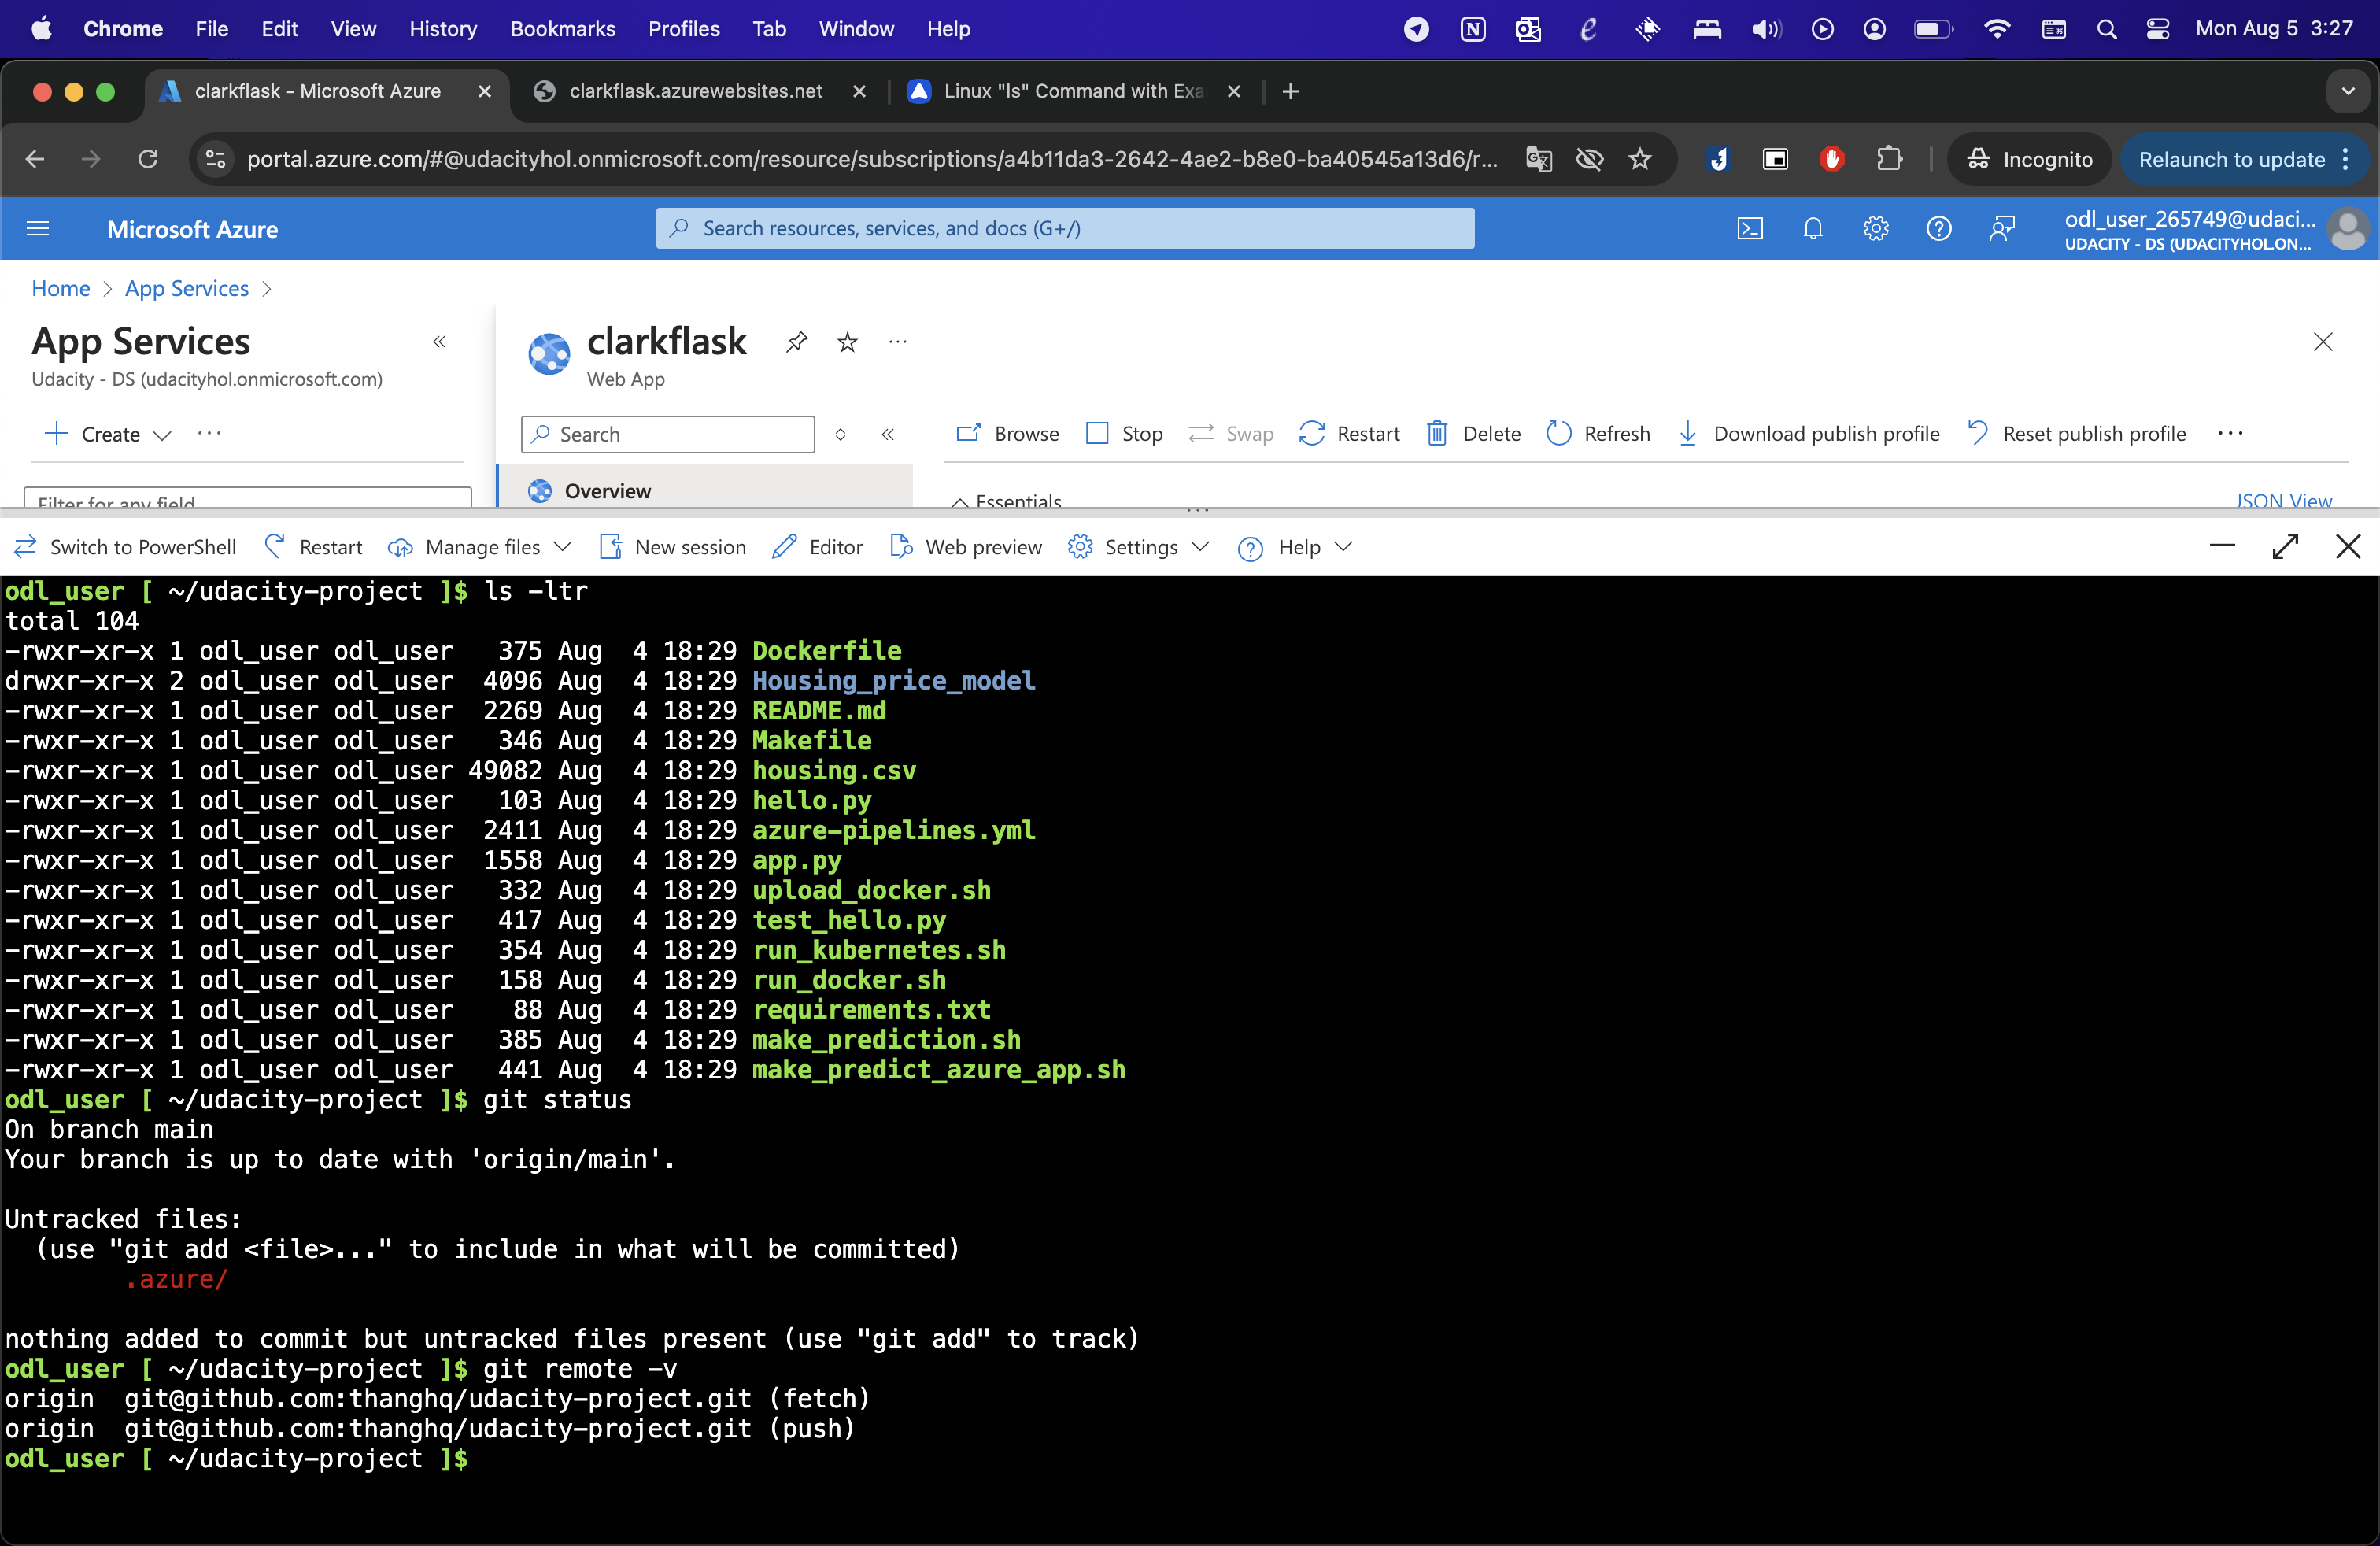 Chrome File Edit View History Bookmarks Profiles Tab Window Help Mon Aug 5 3:27
clarkflask - Microsoft Azure clarkflask.azurewebsites.net Linux "ls" Command with Exa
portal.azure.com/#@udacityhol.onmicrosoft.com/resource/subscriptions/a4b11da3-2642-4ae2-b8e0-ba40545a13d6/r... Incognito Relaunch to update
Microsoft Azure Search resources, services, and docs (G+/) odl_user_265749@udaci...
UDACITY - DS (UDACITYHOL.ON...
Home > App Services >
App Services « clarkflask ...
Udacity - DS (udacityhol.onmicrosoft.com) Web App
Create ... Search « Browse Stop Swap Restart Delete Refresh Download publish profile Reset publish profile ...
Filter for any field... Overview Essentials JSON View
Switch to PowerShell Restart Manage files New session Editor Web preview Settings Help
odl_user [ ~/udacity-project ]$ ls -ltr
total 104
-rwxr-xr-x 1 odl_user odl_user   375 Aug  4 18:29 Dockerfile
drwxr-xr-x 2 odl_user odl_user  4096 Aug  4 18:29 Housing_price_model
-rwxr-xr-x 1 odl_user odl_user  2269 Aug  4 18:29 README.md
-rwxr-xr-x 1 odl_user odl_user   346 Aug  4 18:29 Makefile
-rwxr-xr-x 1 odl_user odl_user 49082 Aug  4 18:29 housing.csv
-rwxr-xr-x 1 odl_user odl_user   103 Aug  4 18:29 hello.py
-rwxr-xr-x 1 odl_user odl_user  2411 Aug  4 18:29 azure-pipelines.yml
-rwxr-xr-x 1 odl_user odl_user  1558 Aug  4 18:29 app.py
-rwxr-xr-x 1 odl_user odl_user   332 Aug  4 18:29 upload_docker.sh
-rwxr-xr-x 1 odl_user odl_user   417 Aug  4 18:29 test_hello.py
-rwxr-xr-x 1 odl_user odl_user   354 Aug  4 18:29 run_kubernetes.sh
-rwxr-xr-x 1 odl_user odl_user   158 Aug  4 18:29 run_docker.sh
-rwxr-xr-x 1 odl_user odl_user    88 Aug  4 18:29 requirements.txt
-rwxr-xr-x 1 odl_user odl_user   385 Aug  4 18:29 make_prediction.sh
-rwxr-xr-x 1 odl_user odl_user   441 Aug  4 18:29 make_predict_azure_app.sh
odl_user [ ~/udacity-project ]$ git status
On branch main
Your branch is up to date with 'origin/main'.
Untracked files:
  (use "git add <file>..." to include in what will be committed)
        .azure/
nothing added to commit but untracked files present (use "git add" to track)
odl_user [ ~/udacity-project ]$ git remote -v
origin  git@github.com:thanghq/udacity-project.git (fetch)
origin  git@github.com:thanghq/udacity-project.git (push)
odl_user [ ~/udacity-project ]$